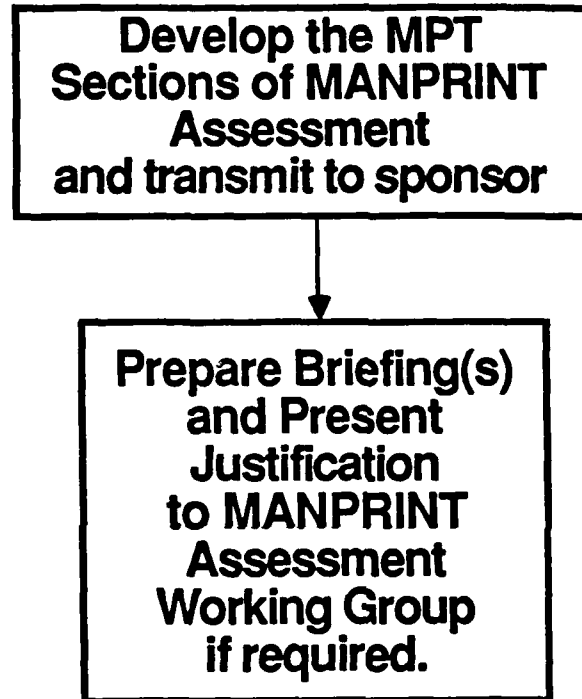 Develop the MPT
Sections of MANPRINT
Assessment
and transmit to sponsor
Prepare Briefing(s)
and Present
Justification
to MANPRINT
Assessment
Working Group
if required.